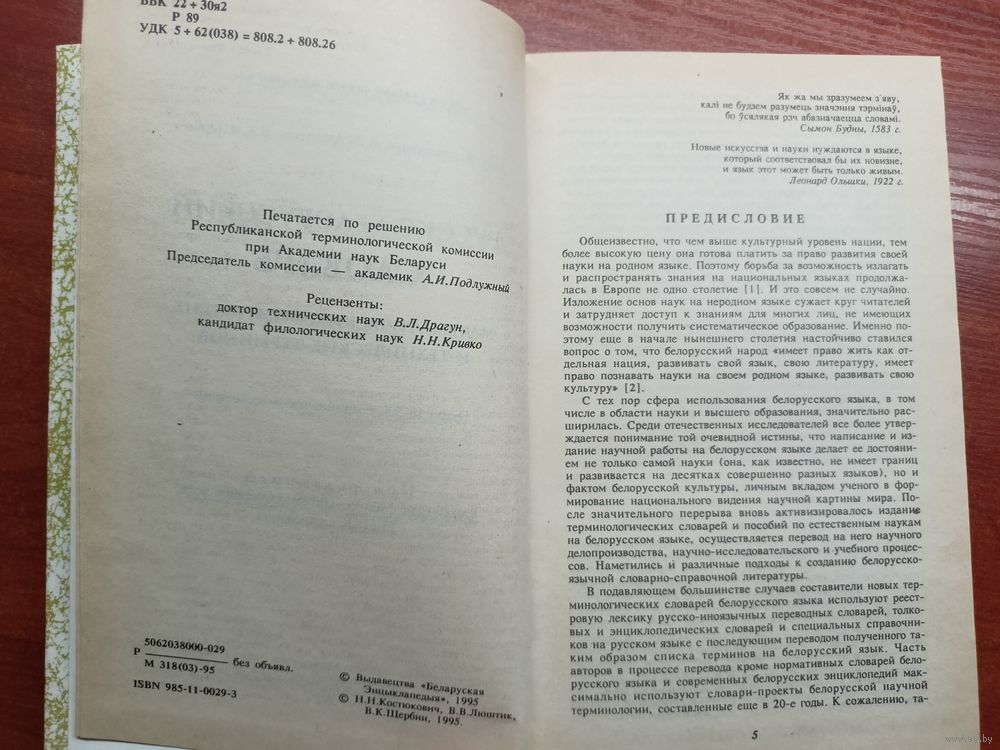 ББК 22 + 30я2
Р 89
УДК 5 + 62(038) = 808.2 + 808.26
Печатается по решению
Республиканской терминологической комиссии
при Академии наук Беларуси
Председатель комиссии — академик А.И.Подлужный
Рецензенты:
доктор технических наук В.Л.Драгун,
кандидат филологических наук Н.Н.Кривко
5062038000-029
Р
без объявл.
М 318(03)-95
ISBN 985-11-0029-3
© Выдавецтва «Беларуская
Энцыклапедыя», 1995
© Н.Н.Костюкович, В.В.Люштик,
В.К.Щербин, 1995.
Як жа мы зразумеем з'яву,
калі не будзем разумець значэння тэрмінаў,
бо ўсялякая рэч абазначаецца словамі.
Сымон Будны, 1583 г.
Новые искусства и науки нуждаются в языке,
который соответствовал бы их новизне,
и язык этот может быть только живым.
Леонард Ольшки, 1922 г.
ПРЕДИСЛОВИЕ
Общеизвестно, что чем выше культурный уровень нации, тем
более высокую цену она готова платить за право развития своей
науки на родном языке. Поэтому борьба за возможность излагать
и распространять знания на национальных языках продолжа-
лась в Европе не одно столетие [1]. И это совсем не случайно.
Изложение основ наук на неродном языке сужает круг читателей
и затрудняет доступ к знаниям для многих лиц, не имеющих
возможности получить систематическое образование. Именно по-
этому еще в начале нынешнего столетия настойчиво ставился
вопрос о том, что белорусский народ «имеет право жить как от-
дельная нация, развивать свой язык, свою литературу, имеет
право познавать науки на своем родном языке, развивать свою
культуру» [2].
С тех пор сфера использования белорусского языка, в том
числе в области науки и высшего образования, значительно рас-
ширилась. Среди отечественных исследователей все более утвер-
ждается понимание той очевидной истины, что написание и из-
дание научной работы на белорусском языке делает ее достояни-
ем не только самой науки (она, как известно, не имеет границ
и развивается на десятках совершенно разных языков), но и
фактом белорусской культуры, личным вкладом ученого в фор-
мирование национального видения научной картины мира. По-
сле значительного перерыва вновь активизировалось издание
терминологических словарей и пособий по естественным наукам
на белорусском языке, осуществляется перевод на него научного
делопроизводства, научно-исследовательского и учебного процес-
сов. Наметились и различные подходы к созданию белорусско-
язычной словарно-справочной литературы.
В подавляющем большинстве случаев составители новых тер-
минологических словарей белорусского языка используют реест-
ровую лексику русско-иноязычных переводных словарей, толко-
вых и энциклопедических словарей и специальных справочни-
ков на русском языке с последующим переводом полученного та-
ким образом списка терминов на белорусский язык. Часть
авторов в процессе перевода кроме нормативных словарей бело-
русского языка и современных белорусских энциклопедий мак-
симально используют словари-проекты белорусской научной
терминологии, составленные еще в 20-е годы. К сожалению, та-
5